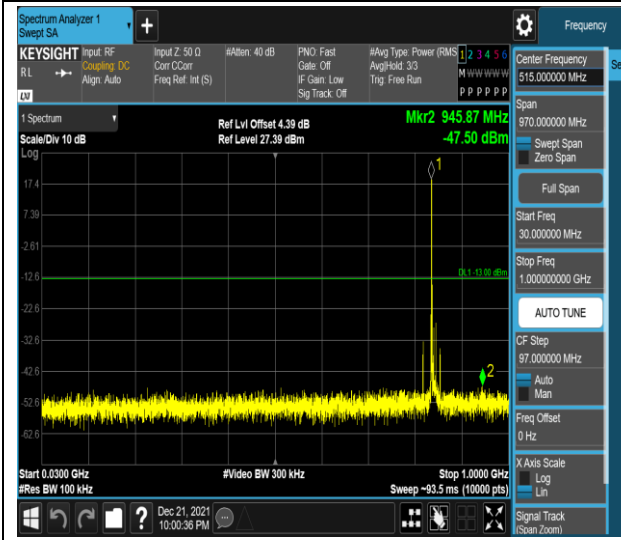 Spectrum Analyzer 1
Swept SA
+
Frequency
KEYSIGHT
RL
LXI
Input: RF
Coupling: DC
Align: Auto
Input Z: 50 Ω
Corr CCorr
Freq Ref: Int (S)
#Atten: 40 dB
PNO: Fast
Gate: Off
IF Gain: Low
Sig Track: Off
#Avg Type: Power (RMS
Avg|Hold: 3/3
Trig: Free Run
1 2 3 4 5 6
M W W W W W
P P P P P P
1 Spectrum
Scale/Div 10 dB
Log
Ref Lvl Offset 4.39 dB
Ref Level 27.39 dBm
Mkr2 945.87 MHz
-47.50 dBm
1
17.4
7.39
-2.61
DL1 -13.00 dBm
-12.6
-22.6
-32.6
-42.6
2
-52.6
-62.6
Start 0.0300 GHz
#Res BW 100 kHz
#Video BW 300 kHz
Stop 1.0000 GHz
Sweep ~93.5 ms (10000 pts)
?
Dec 21, 2021
10:00:36 PM
Center Frequency
515.000000 MHz
Se
Span
970.000000 MHz
Swept Span
Zero Span
Full Span
Start Freq
30.000000 MHz
Stop Freq
1.000000000 GHz
AUTO TUNE
CF Step
97.000000 MHz
Auto
Man
Freq Offset
0 Hz
X Axis Scale
Log
Lin
Signal Track
(Span Zoom)